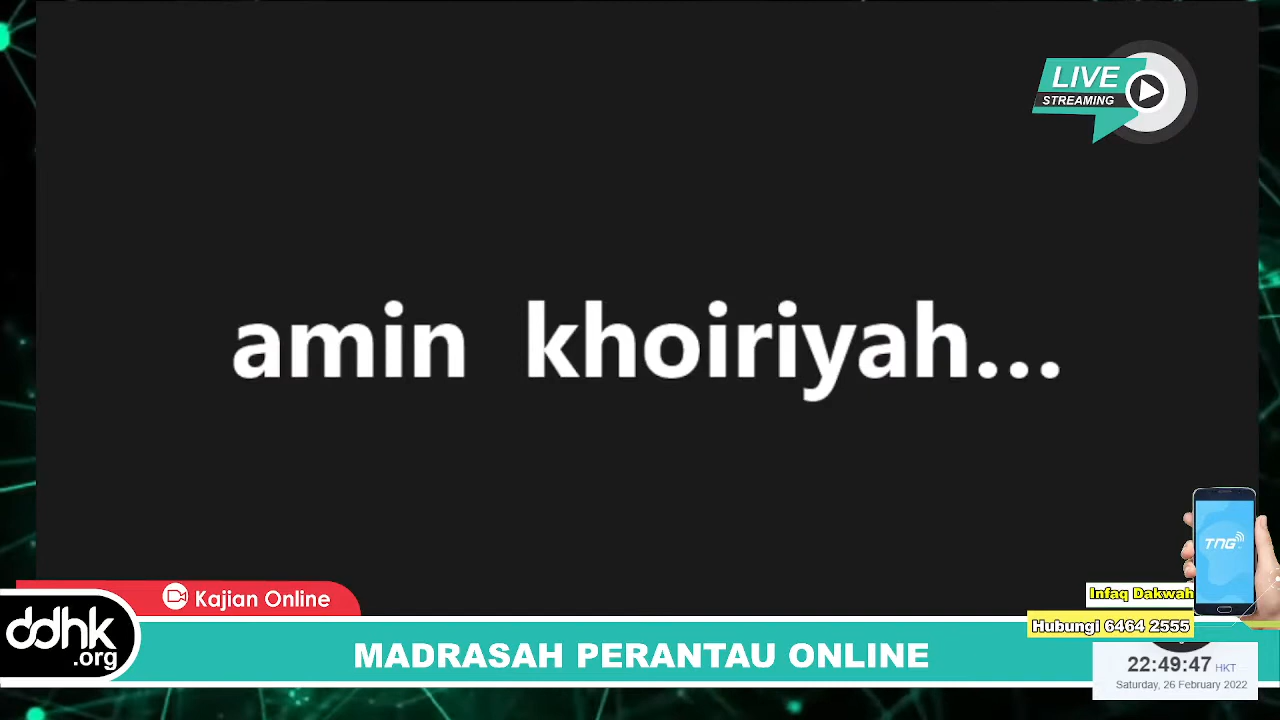 LIVE
STREAMING
amin khoiriyah...
TNG
Kajian Online
Infaq Dakwah
Hubungi 6464 2555
ddhk
.org
MADRASAH PERANTAU ONLINE
22:49:47 HKT
Saturday, 26 February 2022